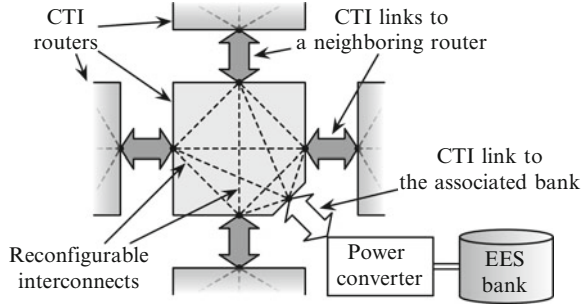 CTI
routers
CTI links to
a neighboring router
CTI link to
the associated bank
Reconfigurable
interconnects
Power
converter
EES
bank